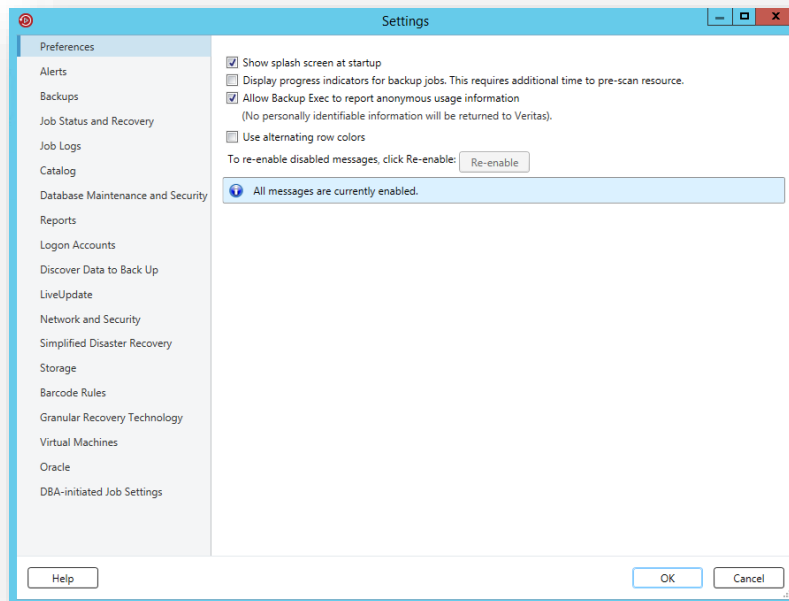 Settings
Preferences
Alerts
Backups
Job Status and Recovery
Job Logs
Catalog
Database Maintenance and Security
Reports
Logon Accounts
Discover Data to Back Up
LiveUpdate
Network and Security
Simplified Disaster Recovery
Storage
Barcode Rules
Granular Recovery Technology
Virtual Machines
Oracle
DBA-initiated Job Settings
Show splash screen at startup
Display progress indicators for backup jobs. This requires additional time to pre-scan resource.
Allow Backup Exec to report anonymous usage information
(No personally identifiable information will be returned to Veritas).
Use alternating row colors
To re-enable disabled messages, click Re-enable: Re-enable
All messages are currently enabled.
Help OK Cancel